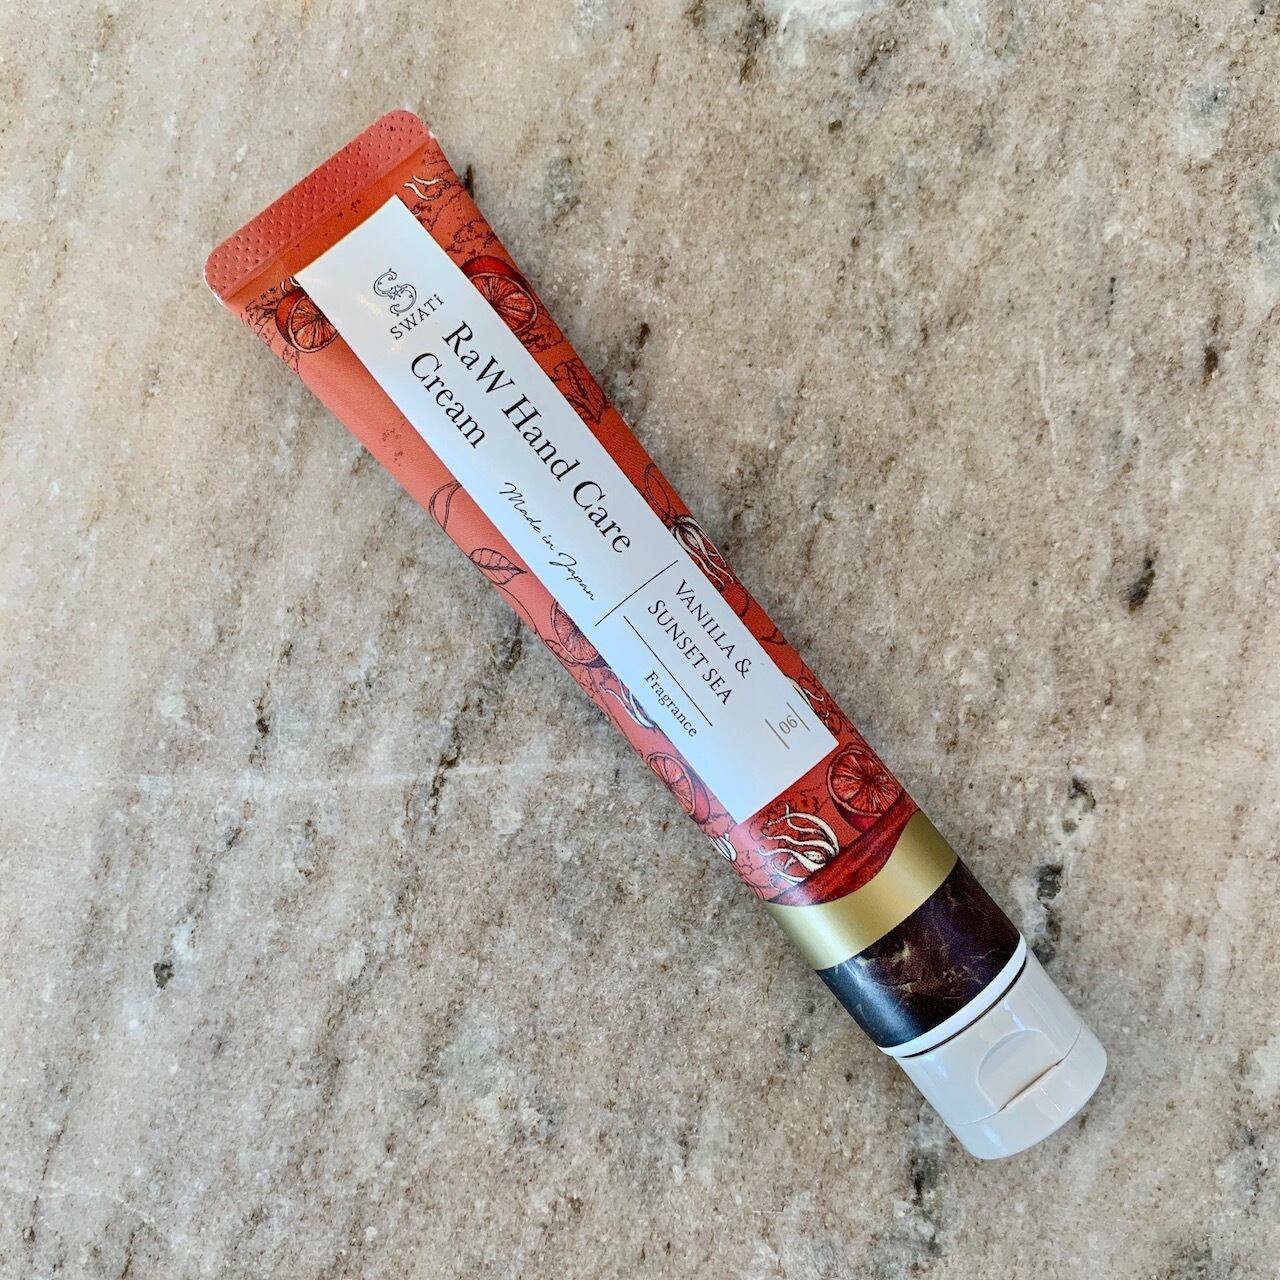 SWATi
RaW Hand Care
Cream
Made in Japan
VANILLA &
SUNSET SEA
Fragrance
06